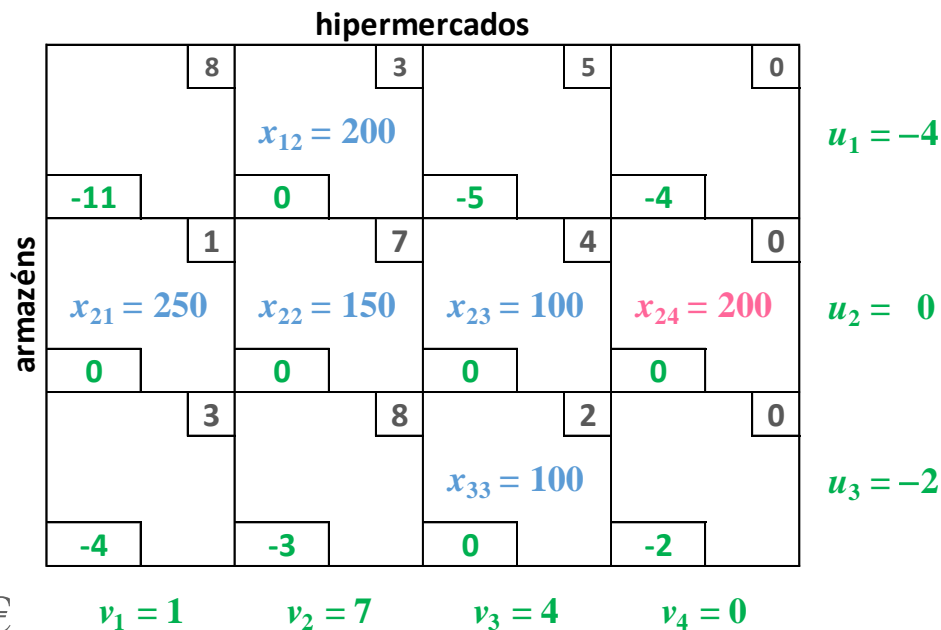 hipermercados
8 3 5 0
x12 = 200
u1 = −4
-11 0 -5 -4
armazéns
1 7 4 0
x21 = 250 x22 = 150 x23 = 100 x24 = 200
u2 = 0
0 0 0 0
3 8 2 0
x33 = 100
u3 = −2
-4 -3 0 -2
€ v1 = 1 v2 = 7 v3 = 4 v4 = 0